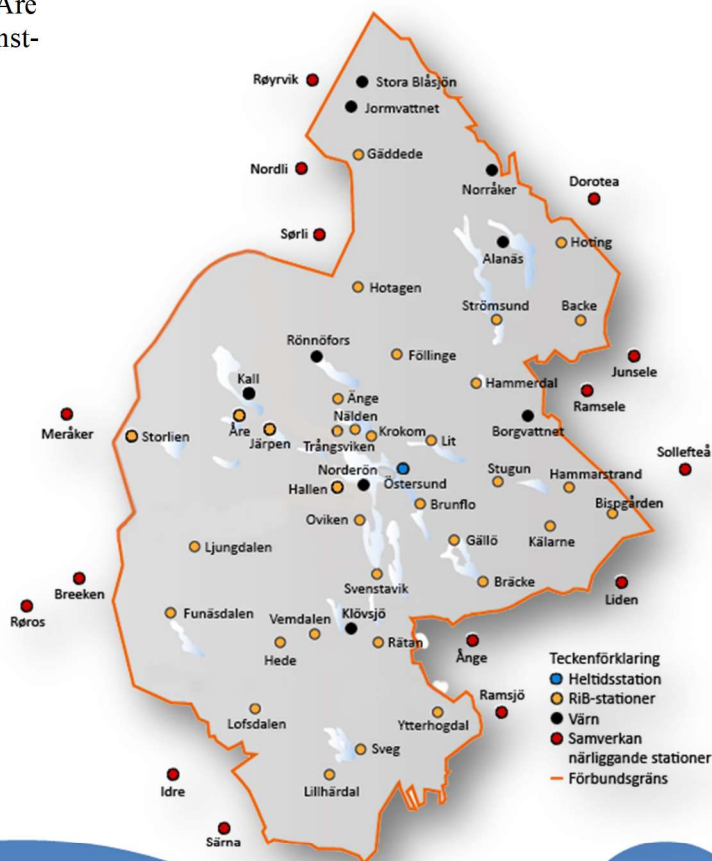 Åre
nst-
Røyrvik
Stora Blåsjön
Jormvattnet
Gäddede
Nordli
Norråker
Dorotea
Sørli
Alanäs
Hoting
Hotagen
Strömsund
Backe
Rönnöfors
Föllinge
Junsele
Kall
Hammerdal
Ramsele
Änge
Meråker
Storlien
Åre
Järpen
Nälden
Trångsviken
Krokom
Lit
Borgvattnet
Sollefteå
Norderön
Östersund
Stugun
Hammarstrand
Hallen
Brunflo
Bispgården
Oviken
Kälarne
Ljungdalen
Gällö
Breeken
Svenstavik
Bräcke
Liden
Røros
Funäsdalen
Vemdalen
Klövsjö
Hede
Rätan
Ånge
Teckenförklaring
Heltidsstation
RiB-stationer
Värn
Samverkan
närliggande stationer
Förbundsgräns
Ramsjö
Lofsdalen
Ytterhogdal
Sveg
Idre
Lillhärdal
Särna